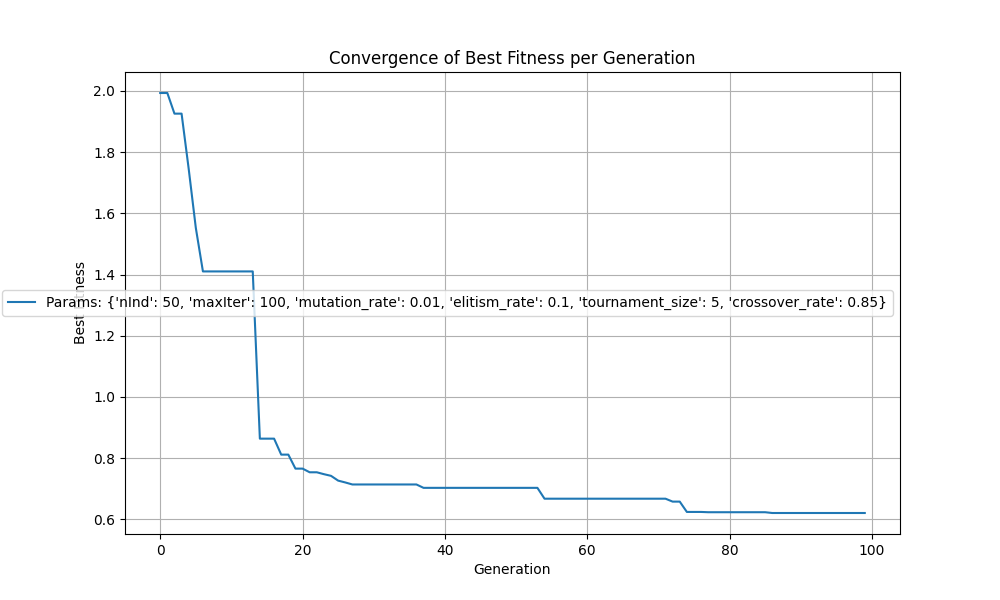 Convergence of Best Fitness per Generation
2.0
1.8
1.6
1.4
1.2
1.0
0.8
0.6
Best
ness
Params: {'nInd': 50, 'maxIter': 100, 'mutation_rate': 0.01, 'elitism_rate': 0.1, 'tournament_size': 5, 'crossover_rate': 0.85}
0 20 40 60 80 100
Generation